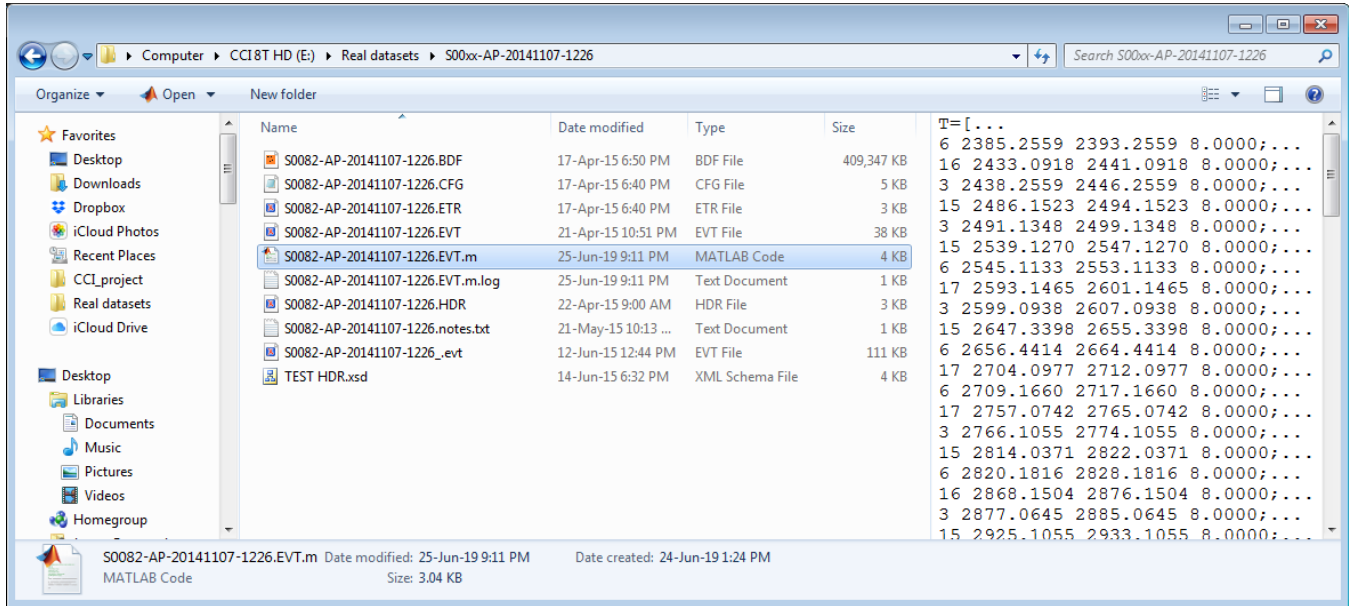 Computer ▸ CCI 8T HD (E:) ▸ Real datasets ▸ S00xx-AP-20141107-1226
Search S00xx-AP-20141107-1226
Organize Open New folder
Favorites
Desktop
Downloads
Dropbox
iCloud Photos
Recent Places
CCI_project
Real datasets
iCloud Drive
Desktop
Libraries
Documents
Music
Pictures
Videos
Homegroup
Name Date modified Type Size
S0082-AP-20141107-1226.BDF 17-Apr-15 6:50 PM BDF File 409,347 KB
S0082-AP-20141107-1226.CFG 17-Apr-15 6:40 PM CFG File 5 KB
S0082-AP-20141107-1226.ETR 17-Apr-15 6:40 PM ETR File 3 KB
S0082-AP-20141107-1226.EVT 21-Apr-15 10:51 PM EVT File 38 KB
S0082-AP-20141107-1226.EVT.m 25-Jun-19 9:11 PM MATLAB Code 4 KB
S0082-AP-20141107-1226.EVT.m.log 25-Jun-19 9:11 PM Text Document 1 KB
S0082-AP-20141107-1226.HDR 22-Apr-15 9:00 AM HDR File 3 KB
S0082-AP-20141107-1226.notes.txt 21-May-15 10:13 ... Text Document 1 KB
S0082-AP-20141107-1226_.evt 12-Jun-15 12:44 PM EVT File 111 KB
TEST HDR.xsd 14-Jun-15 6:32 PM XML Schema File 4 KB
T=[...
6 2385.2559 2393.2559 8.0000;...
16 2433.0918 2441.0918 8.0000;...
3 2438.2559 2446.2559 8.0000;...
15 2486.1523 2494.1523 8.0000;...
3 2491.1348 2499.1348 8.0000;...
15 2539.1270 2547.1270 8.0000;...
6 2545.1133 2553.1133 8.0000;...
17 2593.1465 2601.1465 8.0000;...
3 2599.0938 2607.0938 8.0000;...
15 2647.3398 2655.3398 8.0000;...
6 2656.4414 2664.4414 8.0000;...
17 2704.0977 2712.0977 8.0000;...
6 2709.1660 2717.1660 8.0000;...
17 2757.0742 2765.0742 8.0000;...
3 2766.1055 2774.1055 8.0000;...
15 2814.0371 2822.0371 8.0000;...
6 2820.1816 2828.1816 8.0000;...
16 2868.1504 2876.1504 8.0000;...
3 2877.0645 2885.0645 8.0000;...
15 2925.1055 2933.1055 8.0000;...
S0082-AP-20141107-1226.EVT.m Date modified: 25-Jun-19 9:11 PM Date created: 24-Jun-19 1:24 PM
MATLAB Code Size: 3.04 KB